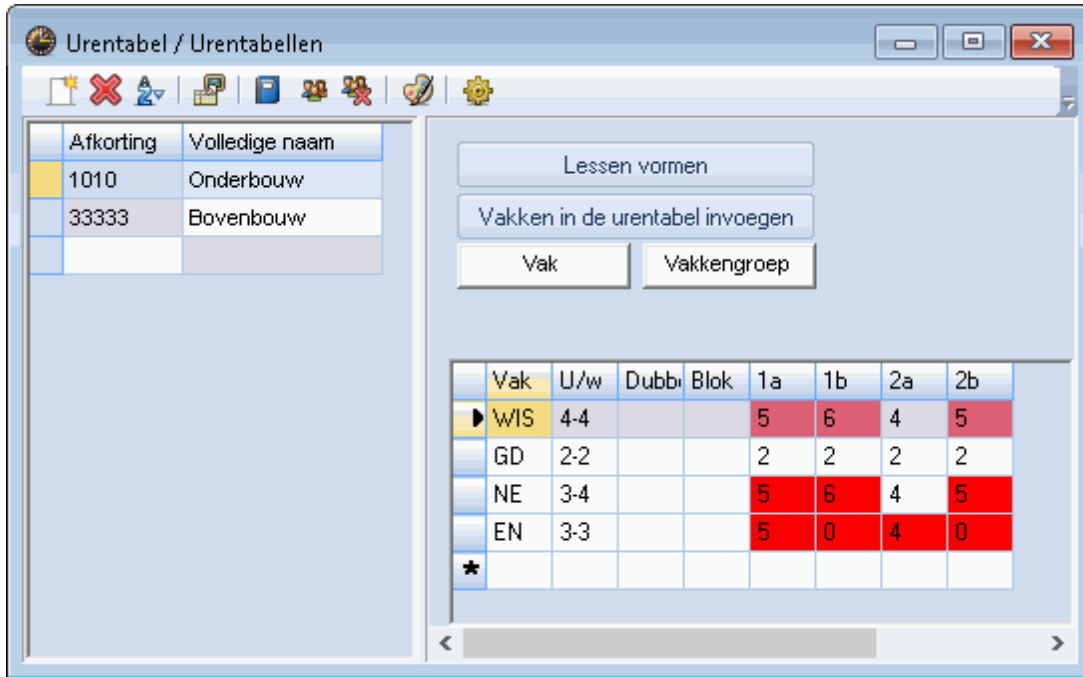 Urentabel / Urentabellen
Afkorting Volledige naam
1010 Onderbouw
33333 Bovenbouw
Lessen vormen
Vakken in de urentabel invoegen
Vak Vakkengroep
Vak U/w Dubb Blok 1a 1b 2a 2b
WIS 4-4 5 6 4 5
GD 2-2 2 2 2 2
NE 3-4 5 6 4 5
EN 3-3 5 0 4 0